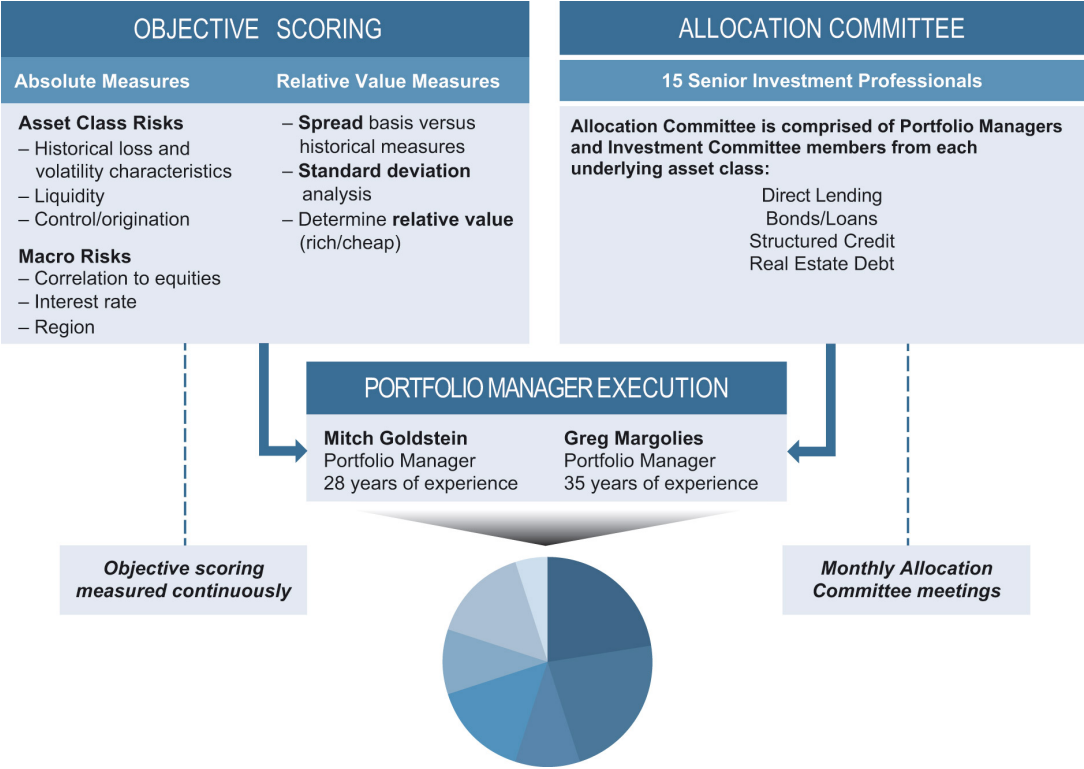 OBJECTIVE SCORING
Absolute Measures
Asset Class Risks
– Historical loss and
volatility characteristics
– Liquidity
– Control/origination
Macro Risks
– Correlation to equities
– Interest rate
– Region
Relative Value Measures
– Spread basis versus
historical measures
– Standard deviation
analysis
– Determine relative value
(rich/cheap)
ALLOCATION COMMITTEE
15 Senior Investment Professionals
Allocation Committee is comprised of Portfolio Managers
and Investment Committee members from each
underlying asset class:
Direct Lending
Bonds/Loans
Structured Credit
Real Estate Debt
PORTFOLIO MANAGER EXECUTION
Mitch Goldstein
Portfolio Manager
28 years of experience
Greg Margolies
Portfolio Manager
35 years of experience
Objective scoring
measured continuously
Monthly Allocation
Committee meetings